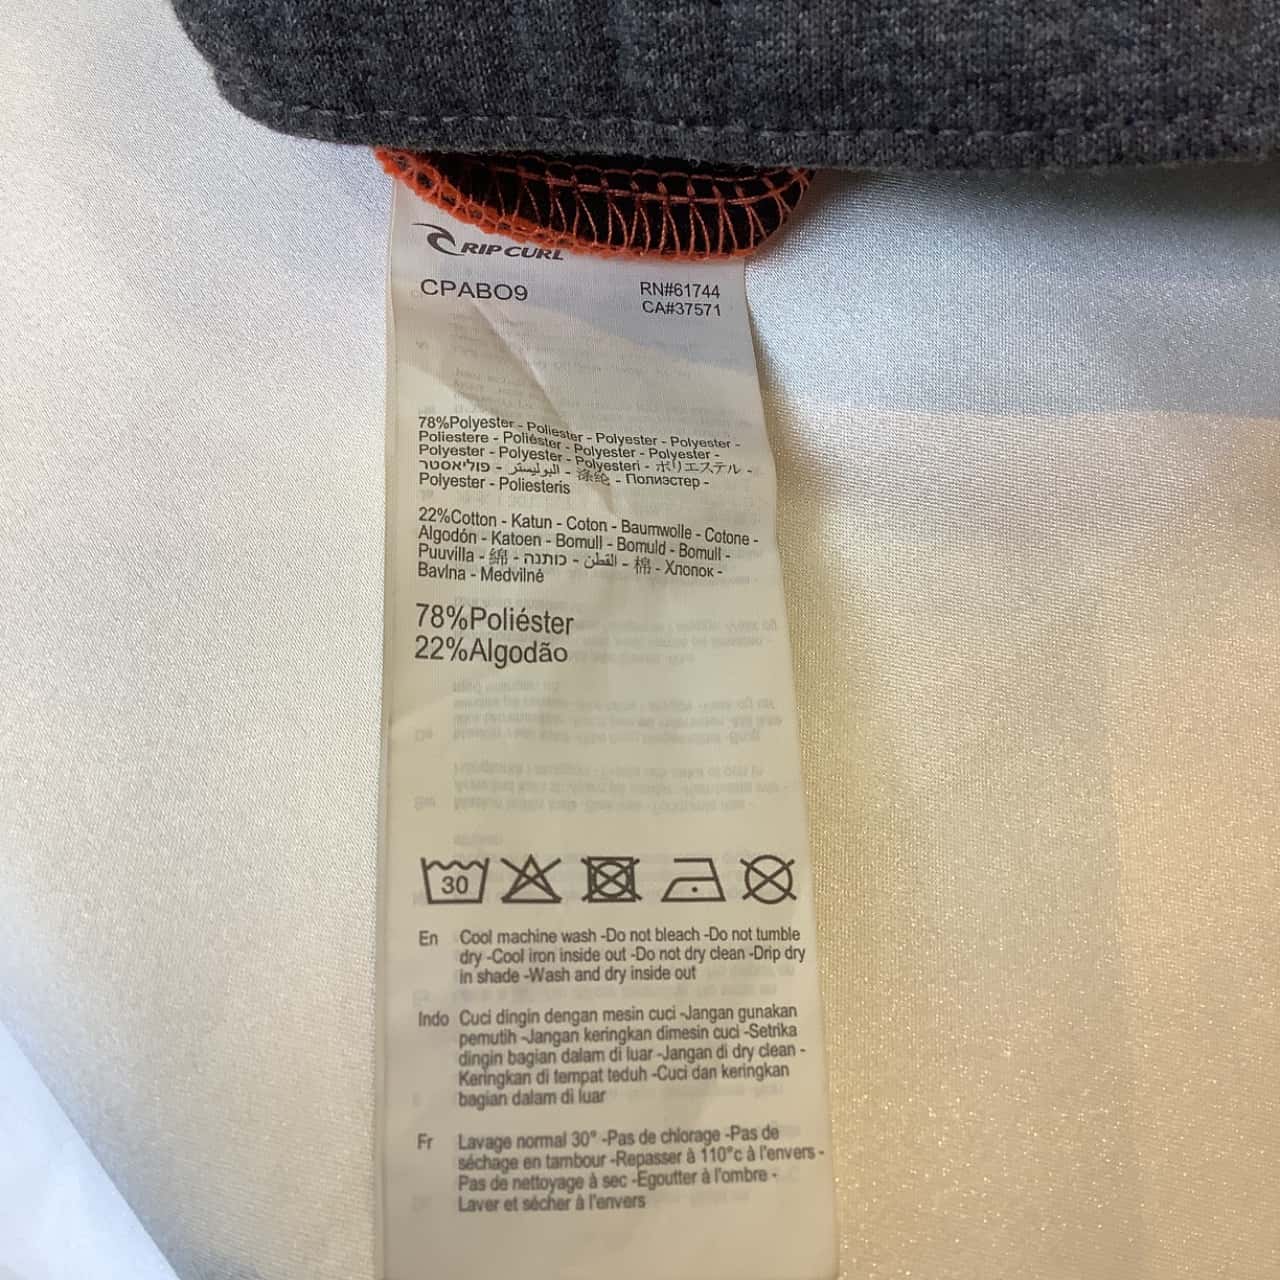 RIP CURL
CPABO9
RN#61744
CA#37571
78%Polyester - Poliester - Polyester - Polyester -
Poliestere - Poliéster - Polyester - Polyester -
Polyester - Polyester - Polyesteri - ポリエステル -
פוליאסטר - البوليستر - 涤纶 - Полиэстер -
Polyester - Poliesteris
22%Cotton - Katun - Coton - Baumwolle - Cotone -
Algodón - Katoen - Bomull - Bomuld - Bomull -
Puuvilla - 綿 - כותנה - القطن - 棉 - Хлопок -
Bavlna - Medvilné
78%Poliéster
22%Algodão
30
En Cool machine wash -Do not bleach -Do not tumble
dry -Cool iron inside out -Do not dry clean -Drip dry
in shade -Wash and dry inside out
Indo Cuci dingin dengan mesin cuci -Jangan gunakan
pemutih -Jangan keringkan dimesin cuci -Setrika
dingin bagian dalam di luar -Jangan di dry clean -
Keringkan di tempat teduh -Cuci dan keringkan
bagian dalam di luar
Fr Lavage normal 30° -Pas de chlorage -Pas de
séchage en tambour -Repasser à 110°c à l'envers -
Pas de nettoyage à sec -Egoutter à l'ombre -
Laver et sécher à l'envers